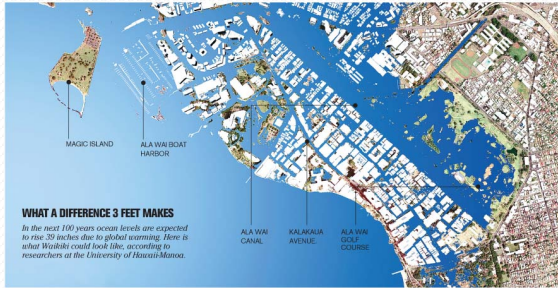 MAGIC ISLAND
ALA WAI BOAT
HARBOR
WHAT A DIFFERENCE 3 FEET MAKES
In the next 100 years ocean levels are expected
to rise 39 inches due to global warming. Here is
what Waikiki could look like, according to
researchers at the University of Hawaii-Manoa.
ALA WAI
CANAL
KALAKAUA
AVENUE.
ALA WAI
GOLF
COURSE